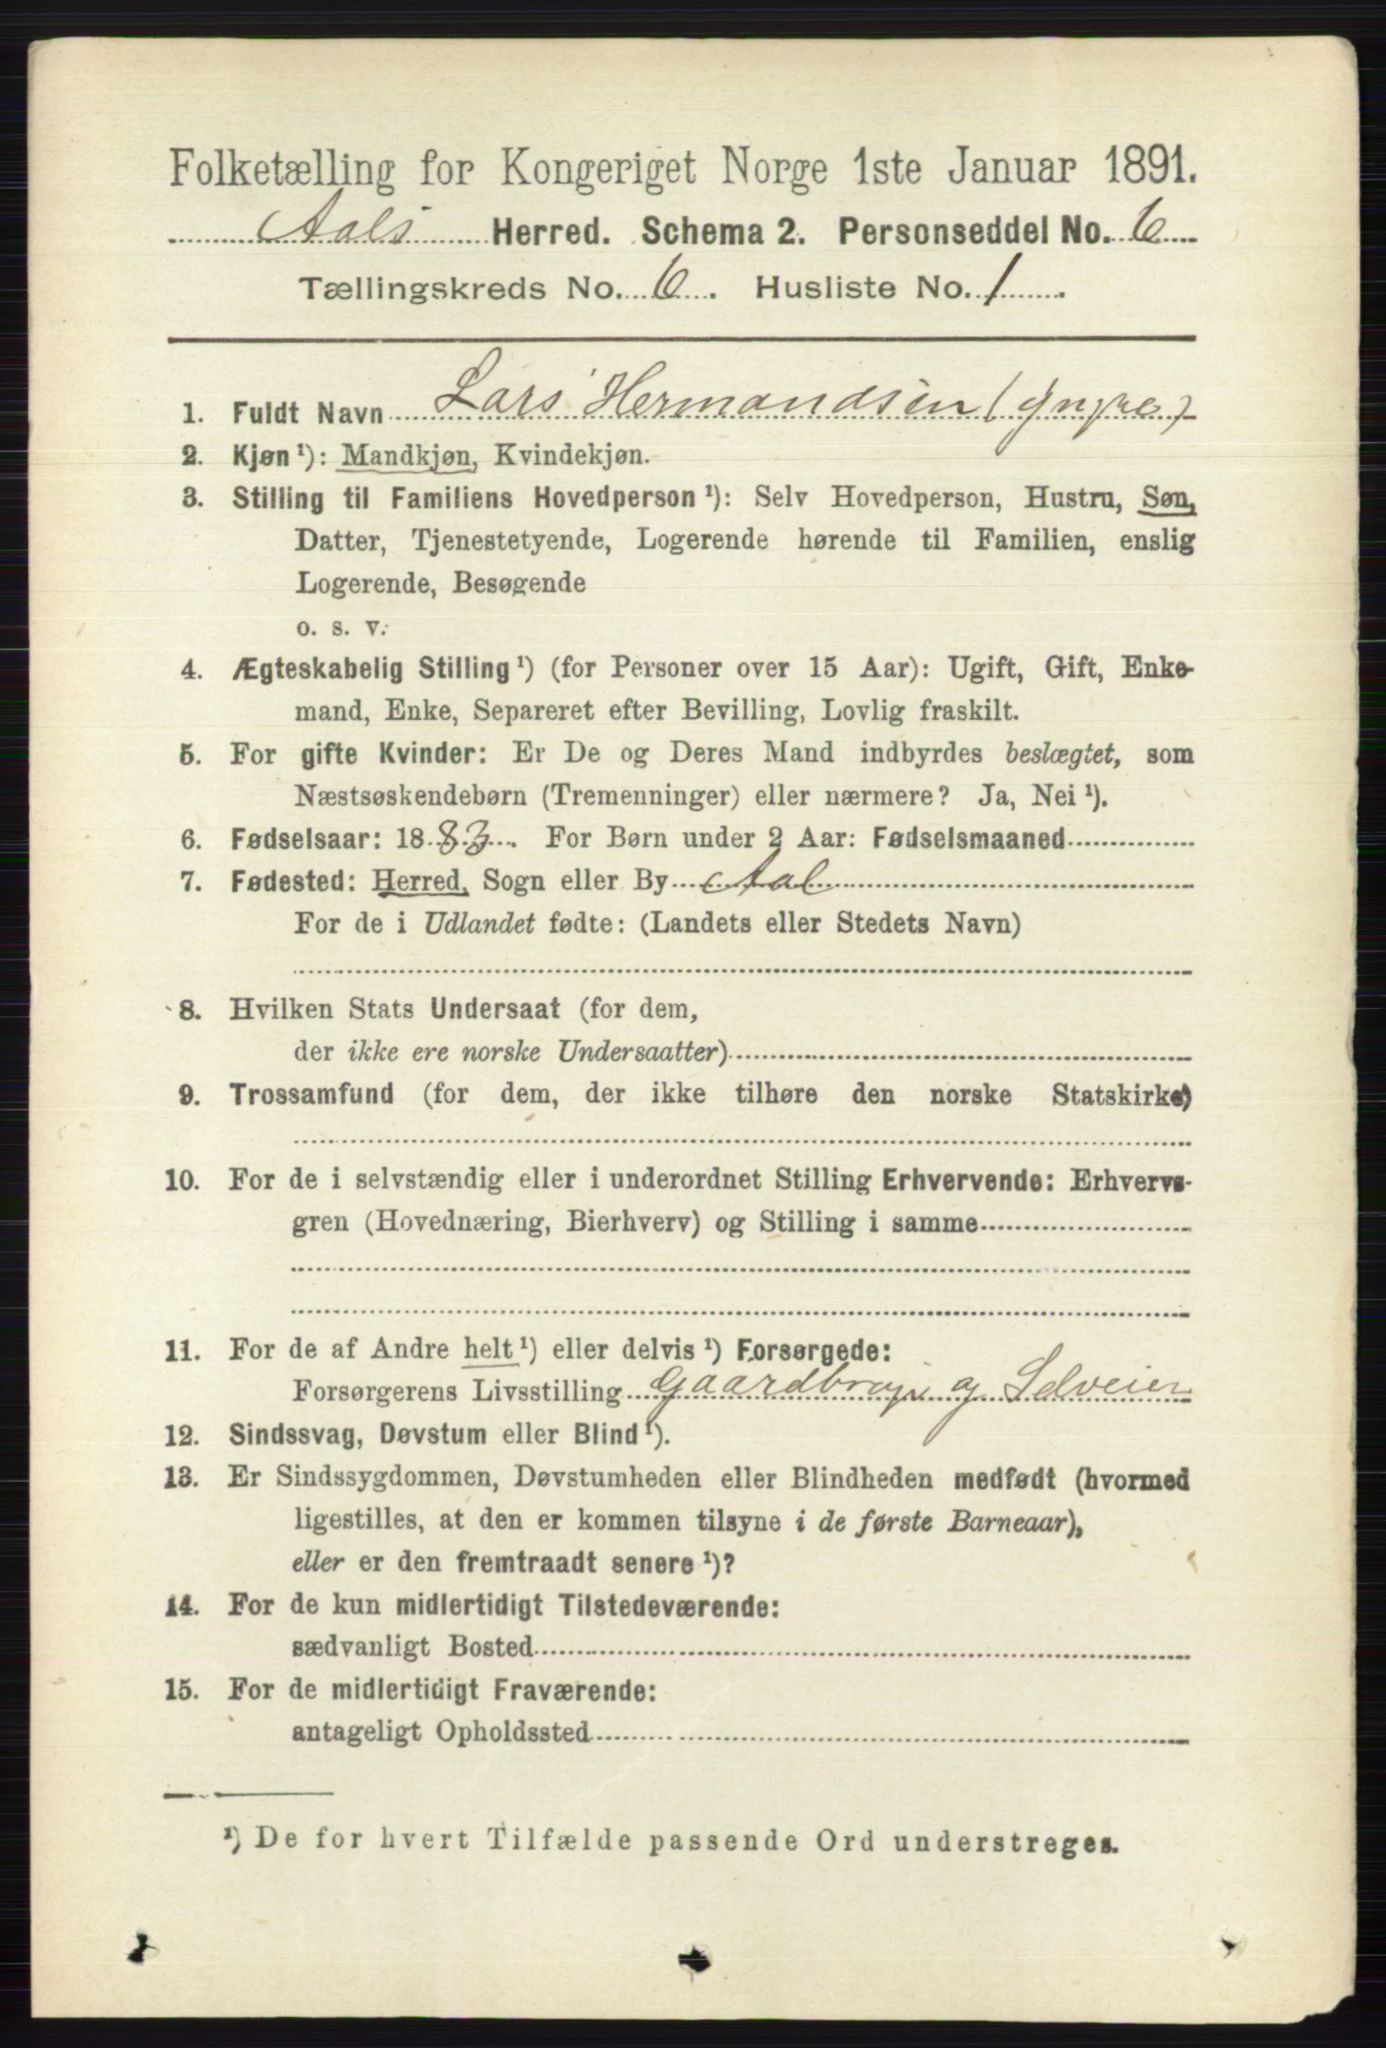 Folketælling for Kongeriget Norge 1ste Januar 1891.
Aals Herred. Schema 2. Personseddel No. 6
Tællingskreds No. 6. Husliste No. 1.
1. Fuldt Navn Lars Hermandsen (Yngre)
2. Kjøn ¹): Mandkjøn, Kvindekjøn.
3. Stilling til Familiens Hovedperson ¹): Selv Hovedperson, Hustru, Søn,
Datter, Tjenestetyende, Logerende hørende til Familien, enslig
Logerende, Besøgende
o. s. v.
4. Ægteskabelig Stilling ¹) (for Personer over 15 Aar): Ugift, Gift, Enke-
mand, Enke, Separeret efter Bevilling, Lovlig fraskilt.
5. For gifte Kvinder: Er De og Deres Mand indbyrdes beslægtet, som
Næstsøskendebørn (Tremenninger) eller nærmere? Ja, Nei ¹).
6. Fødselsaar: 1883. For Børn under 2 Aar: Fødselsmaaned
7. Fødested: Herred, Sogn eller By Aal
For de i Udlandet fødte: (Landets eller Stedets Navn)
8. Hvilken Stats Undersaat (for dem,
der ikke ere norske Undersaatter)
9. Trossamfund (for dem, der ikke tilhøre den norske Statskirke)
10. For de i selvstændig eller i underordnet Stilling Erhvervende: Erhvervs-
gren (Hovednæring, Bierhverv) og Stilling i samme
11. For de af Andre helt ¹) eller delvis ¹) Forsørgede:
Forsørgerens Livsstilling Gaardbrug og Selveier
12. Sindssvag, Døvstum eller Blind ¹).
13. Er Sindssygdommen, Døvstumheden eller Blindheden medfødt (hvormed
ligestilles, at den er kommen tilsyne i de første Barneaar),
eller er den fremtraadt senere ¹)?
14. For de kun midlertidigt Tilstedeværende:
sædvanligt Bosted
15. For de midlertidigt Fraværende:
antageligt Opholdssted
¹) De for hvert Tilfælde passende Ord understreges.